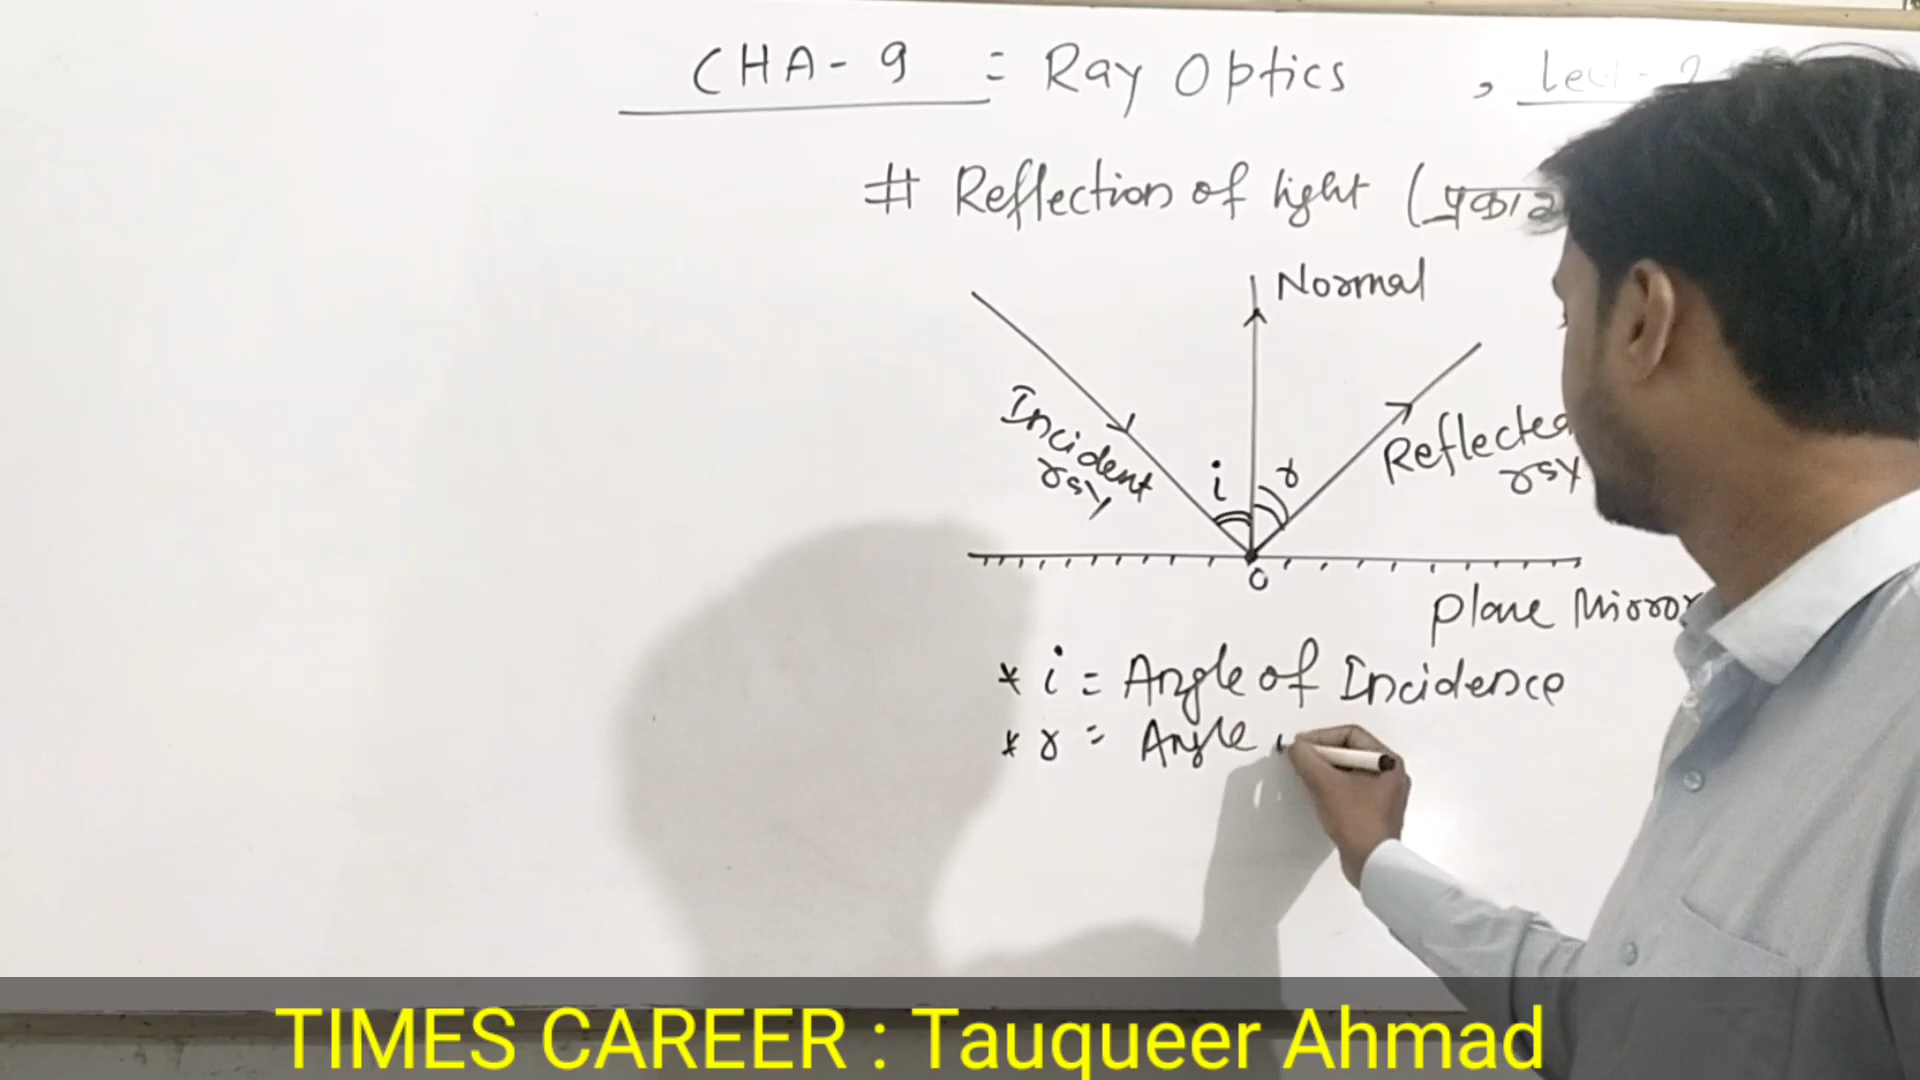 CHA-9 = Ray Optics ,
# Reflection of light (
Normal
Incident
ray
i
r
Reflected
ray
O
Plane Mirror
* i = Angle of Incidence
* r = Angle
TIMES CAREER : Tauqueer Ahmad